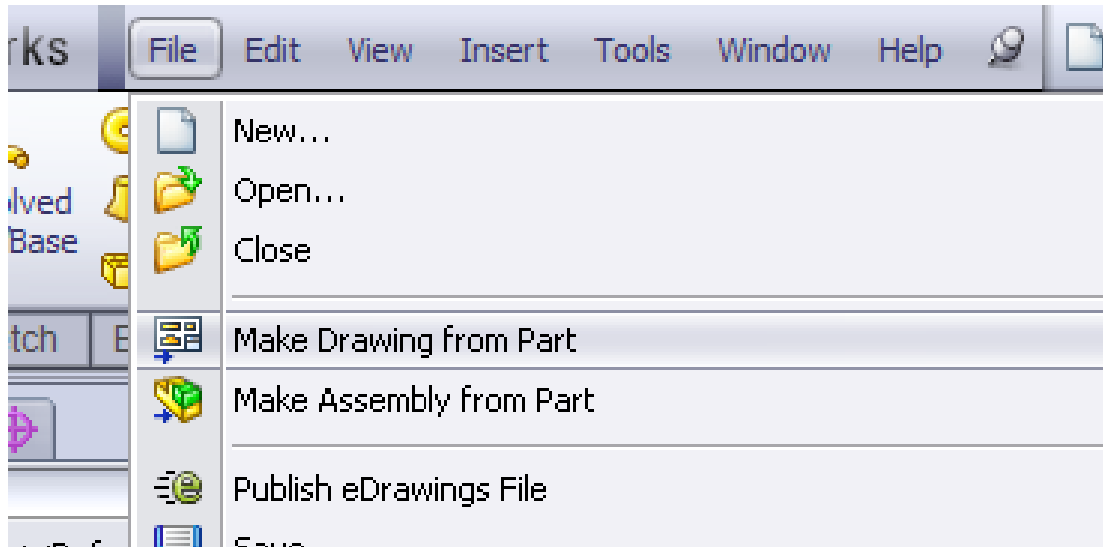 rks File Edit View Insert Tools Window Help
New...
Open...
lved
Base
Close
tch E
Make Drawing from Part
Make Assembly from Part
Publish eDrawings File
Save